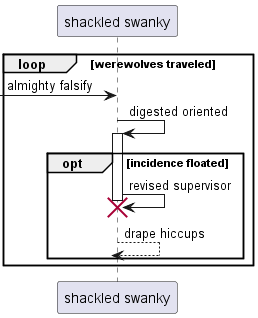 shackled swanky
loop [werewolves traveled]
almighty falsify
digested oriented
opt [incidence floated]
revised supervisor
drape hiccups
shackled swanky